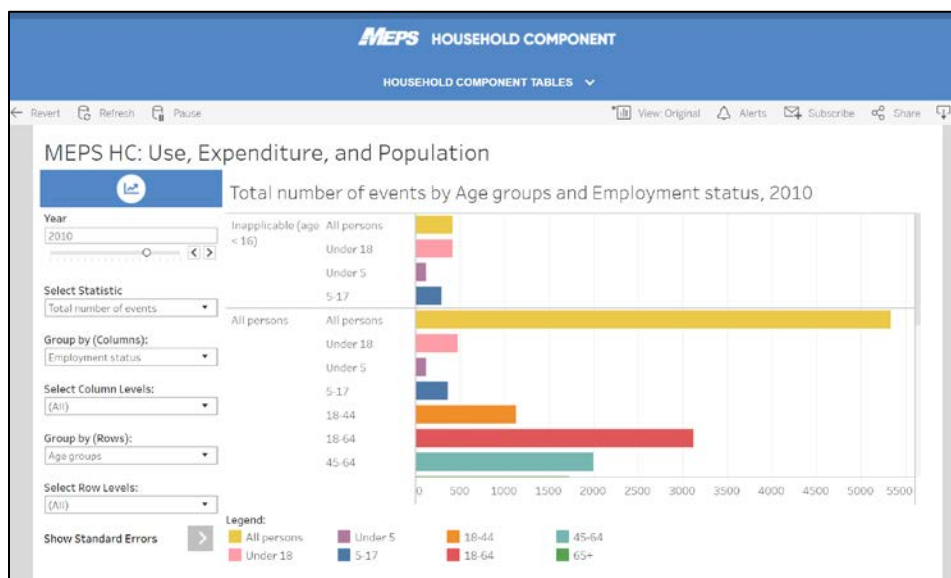 MEPS HOUSEHOLD COMPONENT
HOUSEHOLD COMPONENT TABLES
Revert Refresh Pause View: Original Alerts Subscribe Share
MEPS HC: Use, Expenditure, and Population
Total number of events by Age groups and Employment status, 2010
Year
2010
Select Statistic
Total number of events
Group by (Columns):
Employment status
Select Column Levels:
(All)
Group by (Rows):
Age groups
Select Row Levels:
(All)
Show Standard Errors
Inapplicable (age All persons
< 16) Under 18
Under 5
5-17
All persons All persons
Under 18
Under 5
5-17
18-44
18-64
45-64
0 500 1000 1500 2000 2500 3000 3500 4000 4500 5000 5500
Legend:
All persons Under 5 18-44 45-64
Under 18 5-17 18-64 65+